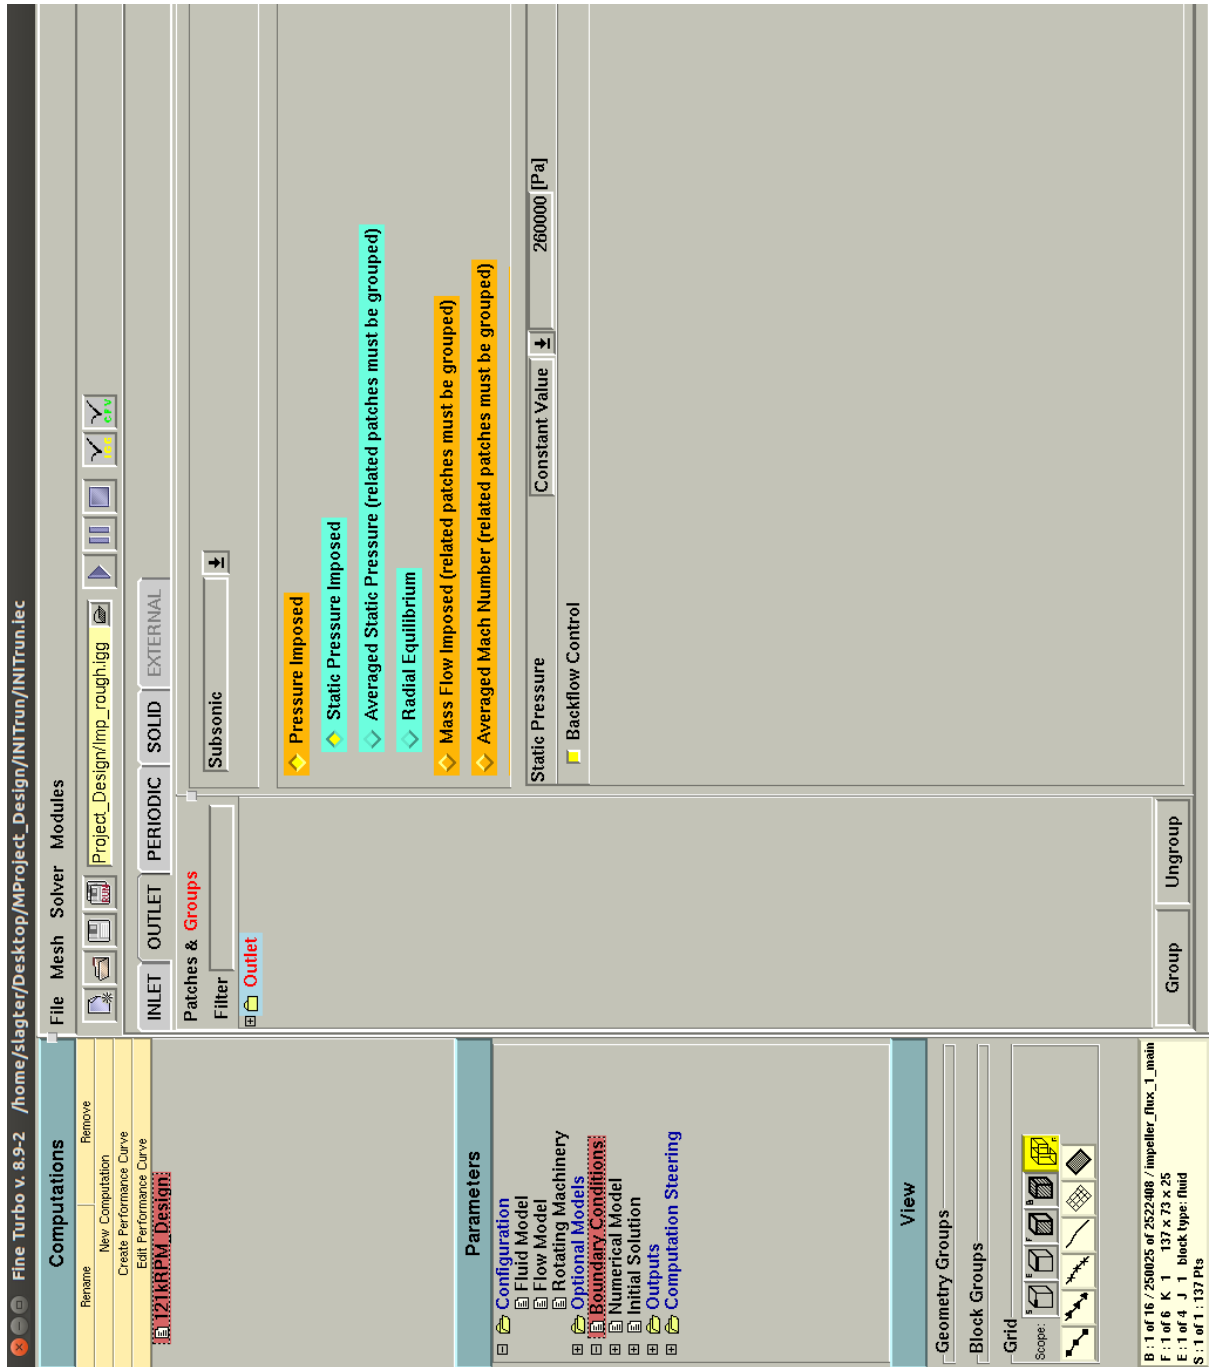 Fine Turbo v. 8.9-2 /home/slagter/Desktop/MProject_Design/INITrun/INITrun.iec
Computations
Rename Remove
New Computation
Create Performance Curve
Edit Performance Curve
121kRPM_Design
Parameters
Configuration
Fluid Model
Flow Model
Rotating Machinery
Optional Models
Boundary Conditions
Numerical Model
Initial Solution
Outputs
Computation Steering
View
Geometry Groups
Block Groups
Grid
Scope: S E F B F
B : 1 of 16 / 250025 of 2522408 / impeller_flux_1_main
F : 1 of 6 K 1 137 x 73 x 25
E : 1 of 4 J 1 block type: fluid
S : 1 of 1 : 137 Pts
File Mesh Solver Modules
RUN Project_Design/Imp_rough.igg CFV
INLET OUTLET PERIODIC SOLID EXTERNAL
Patches & Groups
Filter
Outlet
Group Ungroup
Subsonic
Pressure Imposed
Static Pressure Imposed
Averaged Static Pressure (related patches must be grouped)
Radial Equilibrium
Mass Flow Imposed (related patches must be grouped)
Averaged Mach Number (related patches must be grouped)
Static Pressure Constant Value 260000 [Pa]
Backflow Control